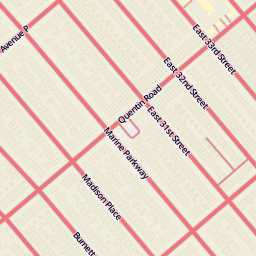 Avenue P
East 33rd Street
East 32nd Street
Quentin Road
East 31st Street
Marine Parkway
Madison Place
Burnett